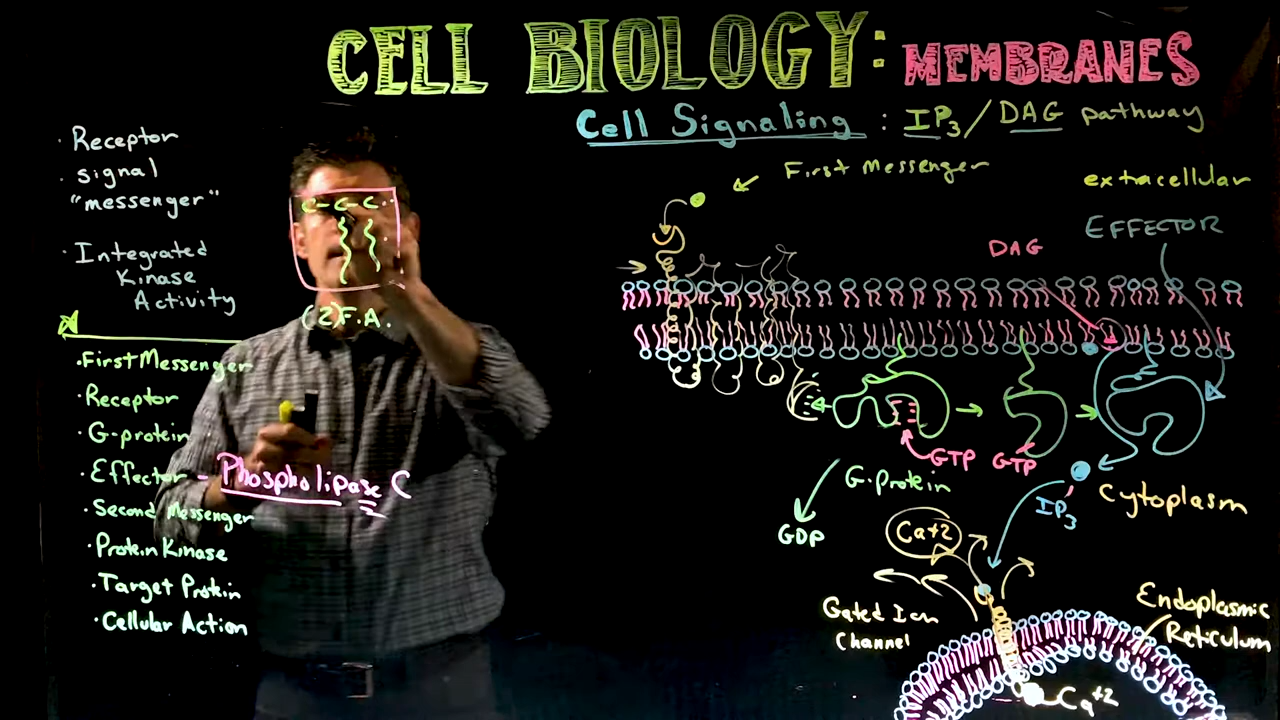 CELL BIOLOGY: MEMBRANES
Cell Signaling : IP3/DAG pathway
· Receptor
· signal
"messenger"
· Integrated
Kinase
Activity
· First Messenger
· Receptor
· G-protein
· Effector - Phospholipase C
· Second Messenger
· Protein Kinase
· Target Protein
· Cellular Action
C-C-C
(2)F.A.
First Messenger
extracellular
EFFECTOR
DAG
GTP GTP
G-protein
GDP
IP3
Cytoplasm
Ca+2
Gated Ion
Channel
Endoplasmic
Reticulum
Ca+2